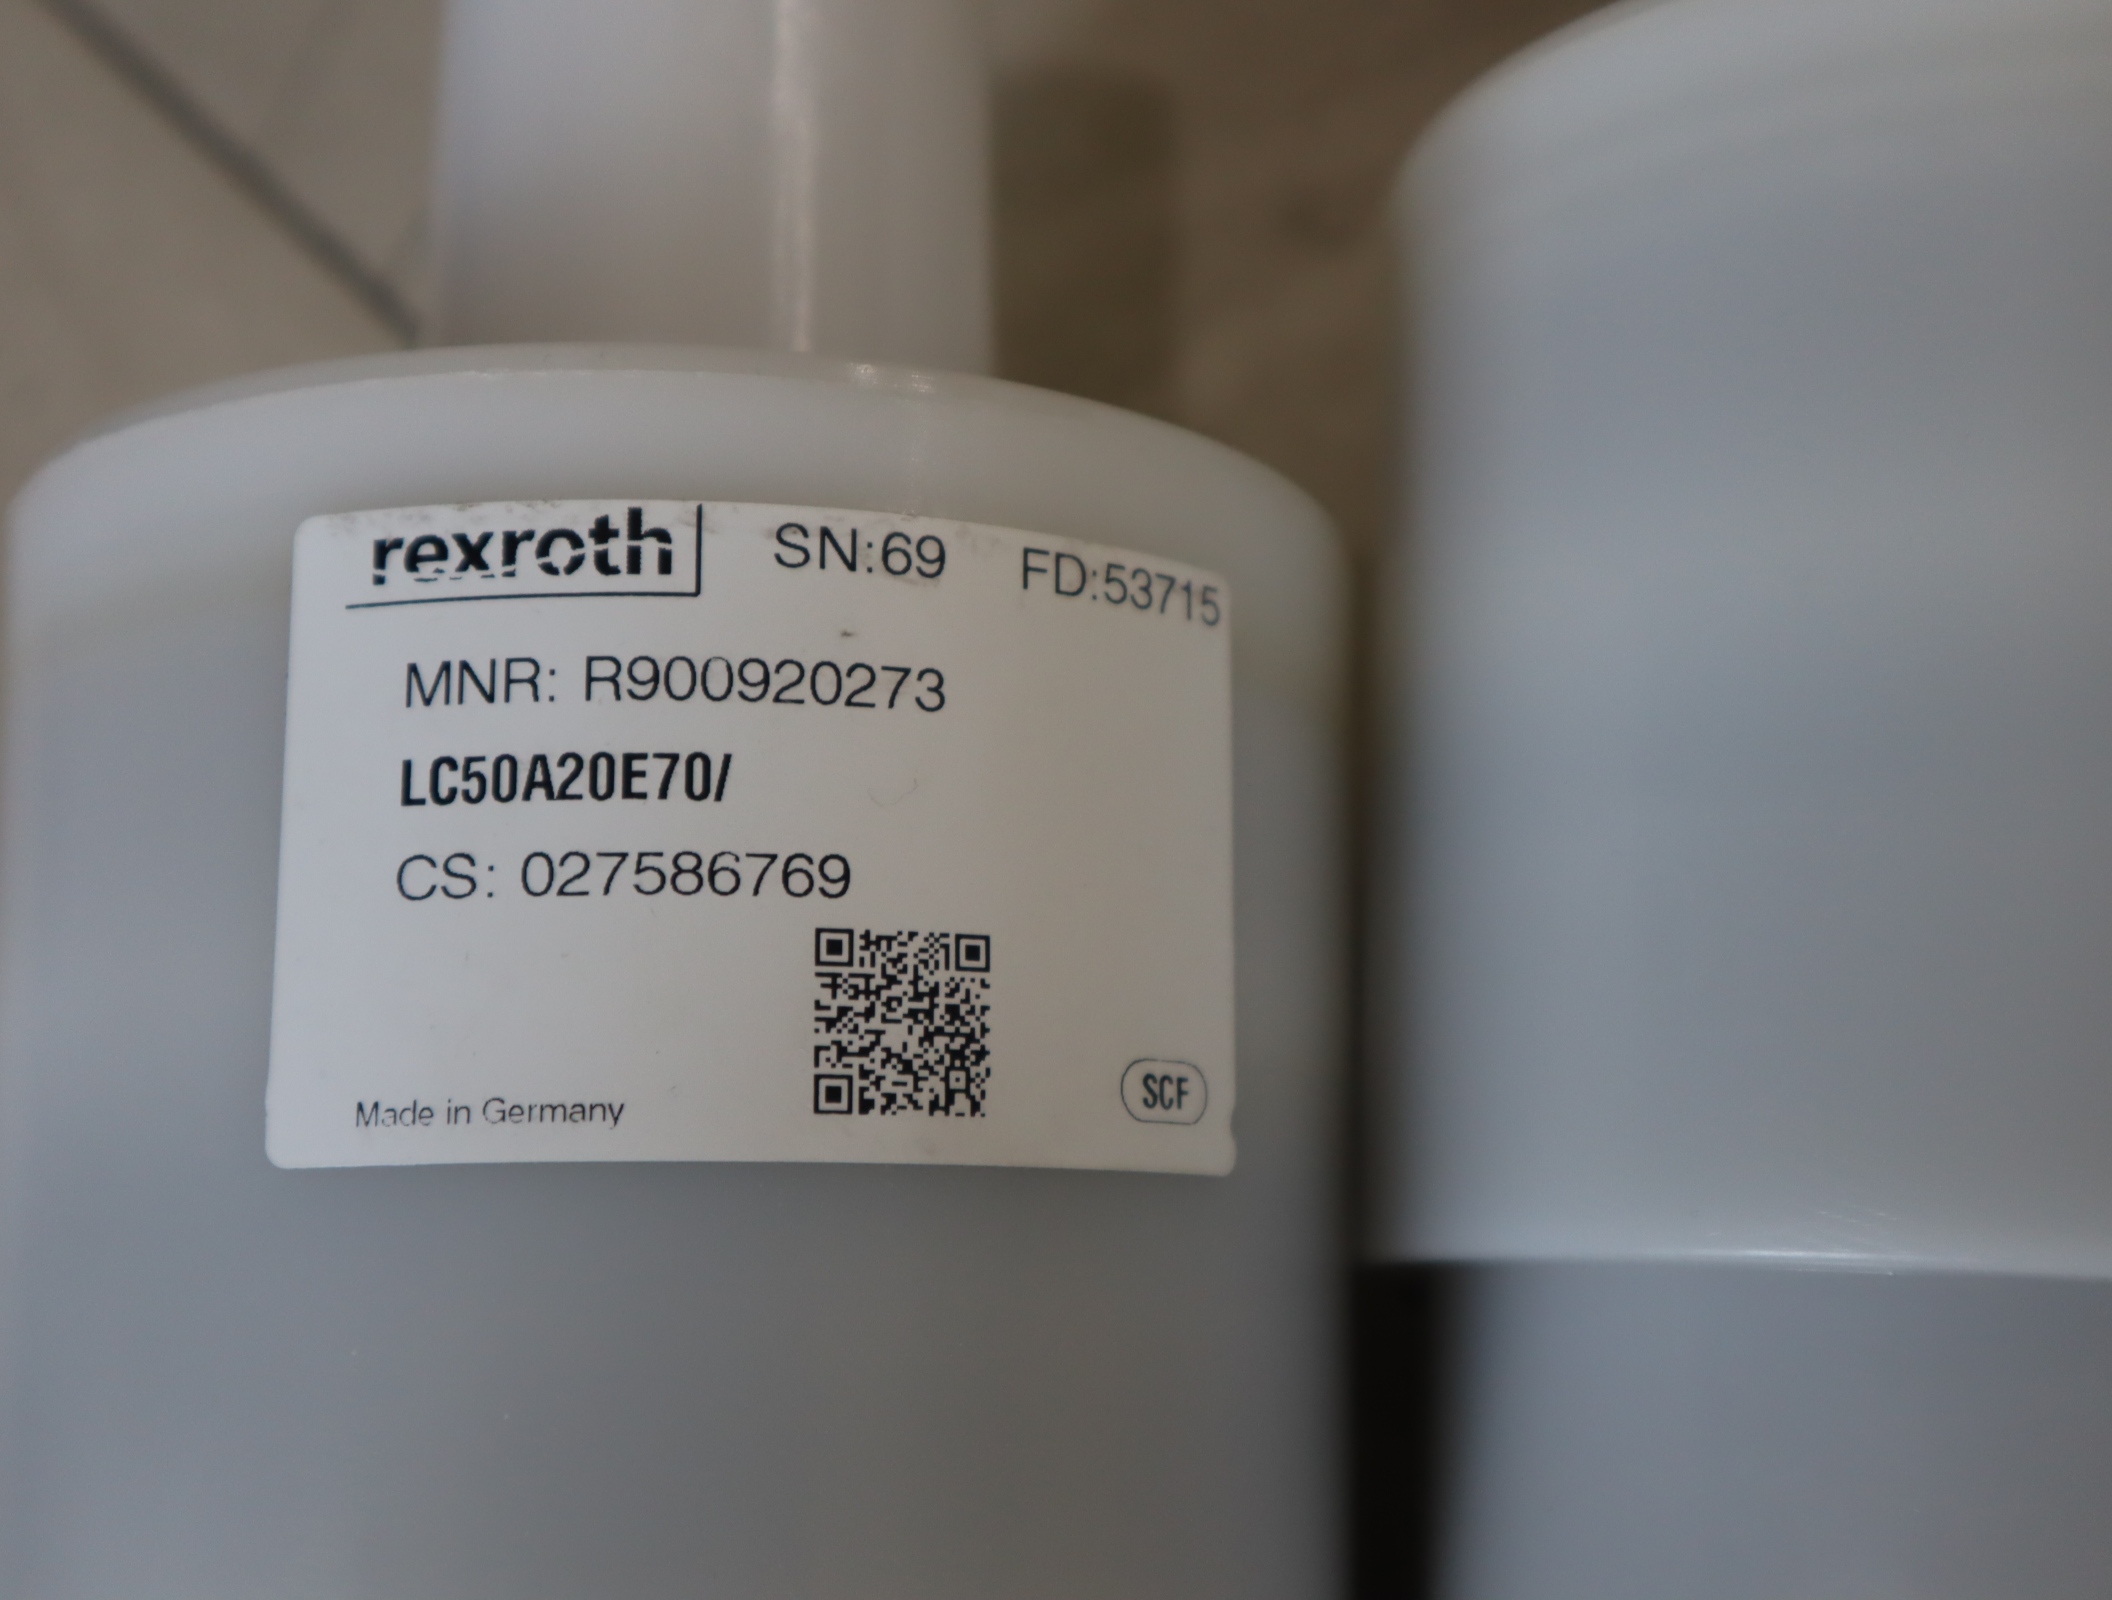 rexroth SN:69 FD:53715
MNR: R900920273
LC50A20E70/
CS: 027586769
Made in Germany SCF